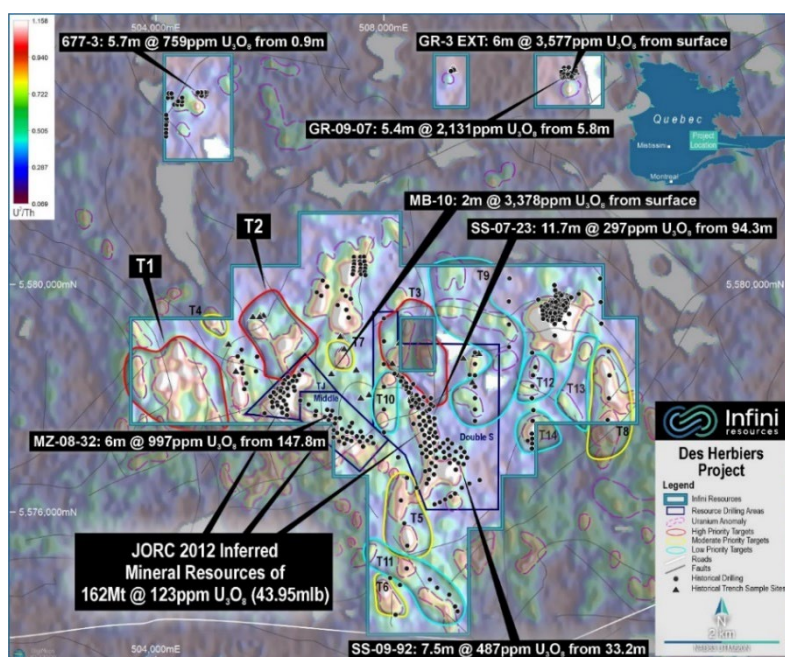 1.158
0.949
0.831
0.722
0.505
0.247
0.069
U²/Th
504,000mE
508,000mE
677-3: 5.7m @ 759ppm U₃O₈ from 0.9m
GR-3 EXT: 6m @ 3,577ppm U₃O₈ from surface
GR-09-07: 5.4m @ 2,131ppm U₃O₈ from 5.8m
Quebec
Project
Location
Montreal
MB-10: 2m @ 3,378ppm U₃O₈ from surface
SS-07-23: 11.7m @ 297ppm U₃O₈ from 94.3m
T1
T2
T3
T4
T9
5,580,000mN
5,580,000mN
T7
TJ
Middle
T10
T12
T13
Double S
T14
T8
MZ-08-32: 6m @ 997ppm U₃O₈ from 147.8m
5,576,000mN
T5
T11
T6
JORC 2012 Inferred
Mineral Resources of
162Mt @ 123ppm U₃O₈ (43.95mlb)
504,000mE
SS-09-92: 7.5m @ 487ppm U₃O₈ from 33.2m
Infini
resources
Des Herbiers
Project
Legend
Infini Resources
Resource Drilling Areas
Uranium Anomaly
High Priority Targets
Moderate Priority Targets
Low Priority Targets
Roads
Faults
Historical Drilling
Historical Trench Sample Sites
N
2 km